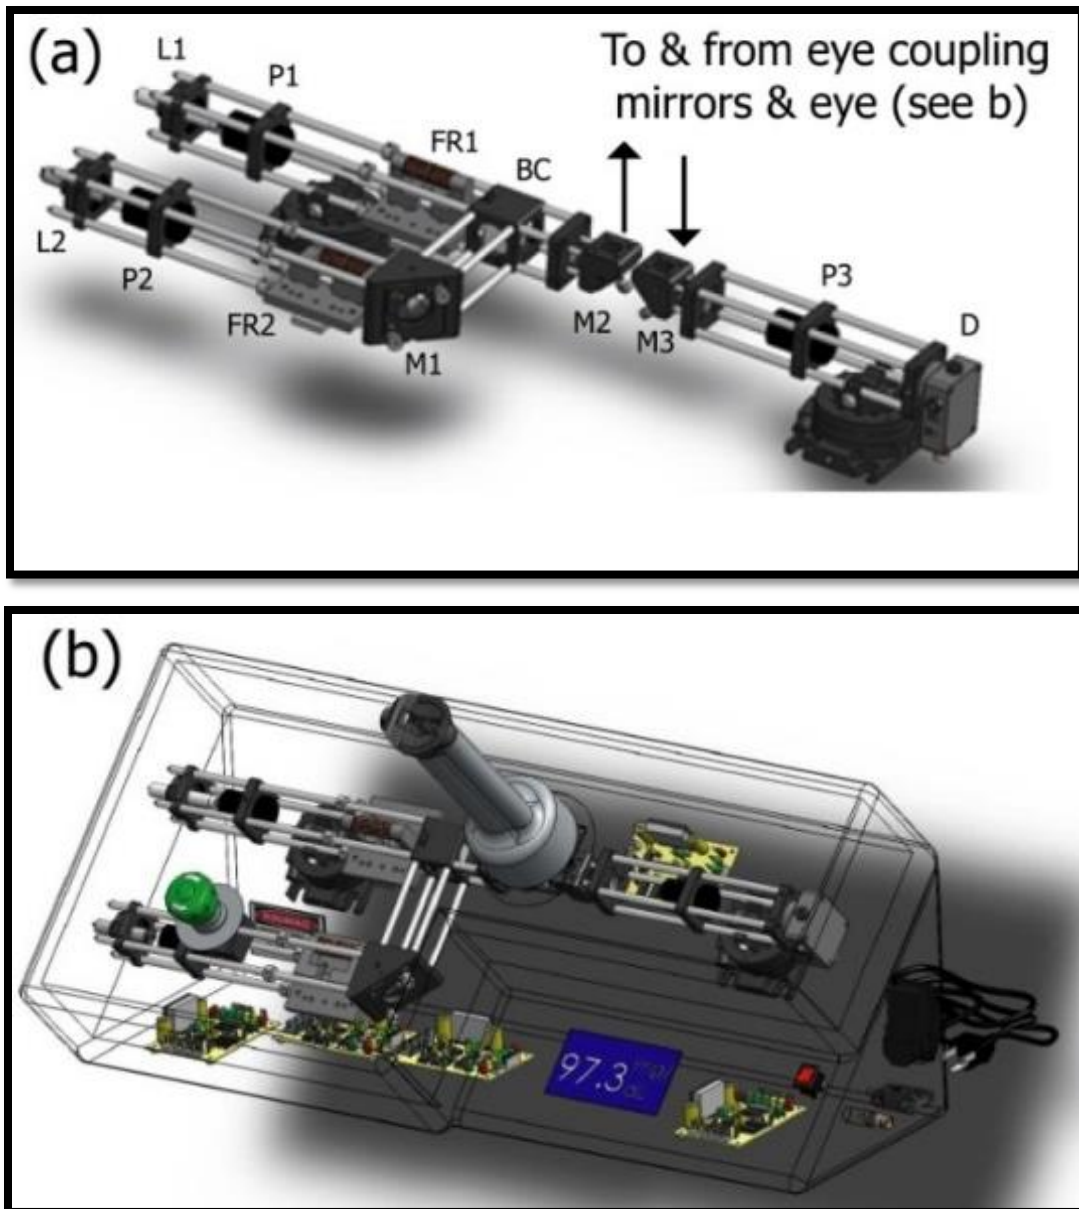 (a)
L1
P1
To & from eye coupling
mirrors & eye (see b)
FR1
BC
L2
P2
FR2
M1
M2
M3
P3
D
(b)
97.3